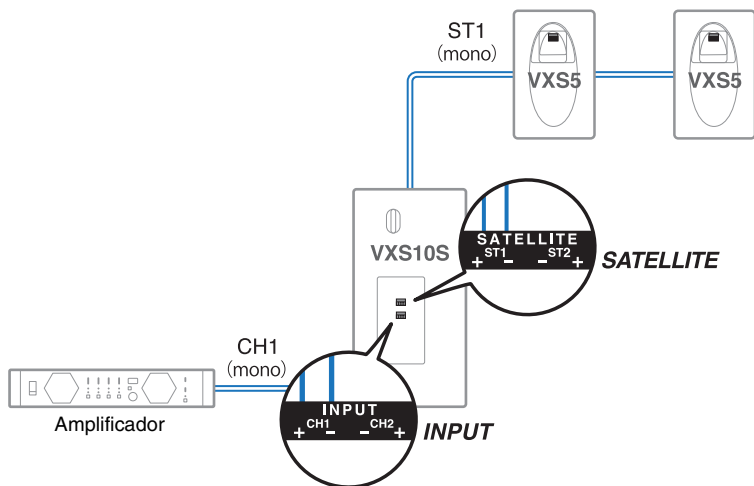 ST1
(mono)
VXS5
VXS5
VXS10S
SATELLITE
+ ST1 − − ST2 +
SATELLITE
CH1
(mono)
Amplificador
INPUT
+ CH1 − − CH2 +
INPUT